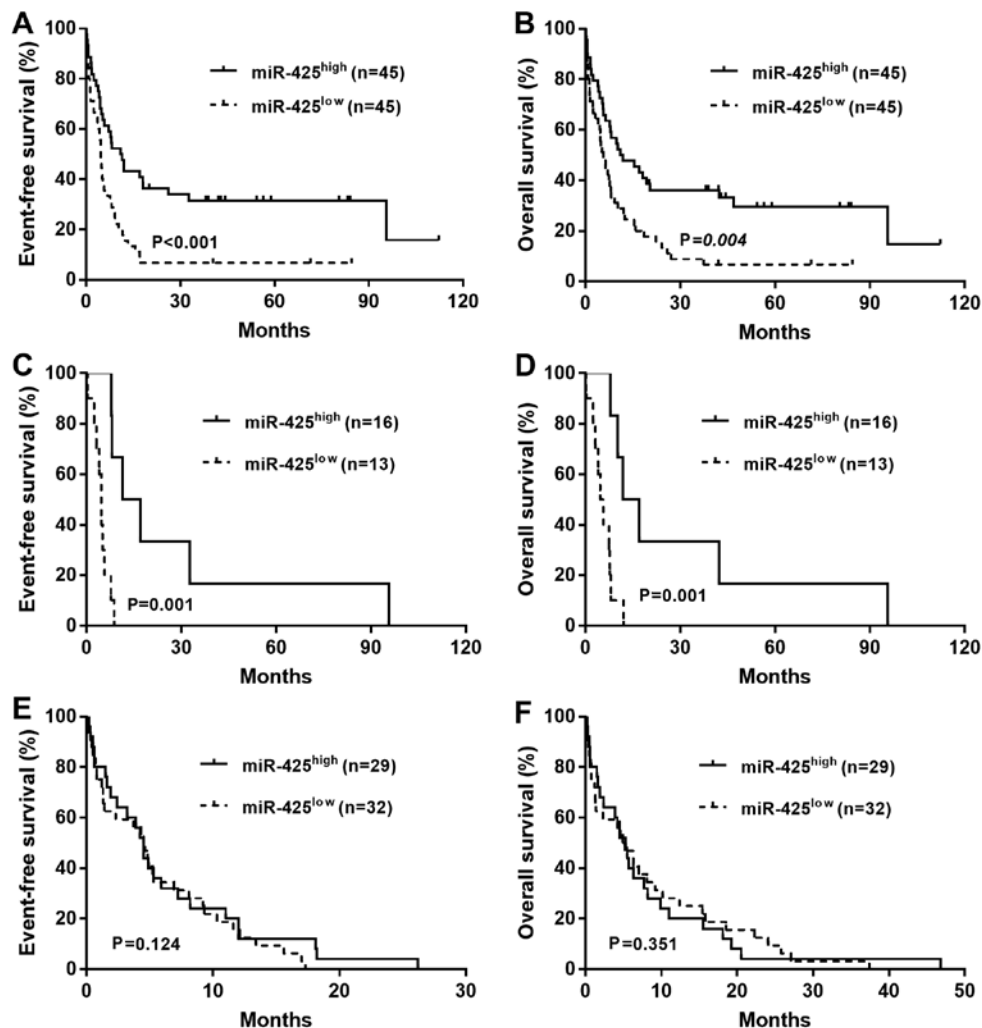 A
Event-free survival (%)
100
80
60
40
20
0
miR-425high (n=45)
miR-425low (n=45)
P<0.001
0 30 60 90 120
Months
B
Overall survival (%)
100
80
60
40
20
0
miR-425high (n=45)
miR-425low (n=45)
P=0.004
0 30 60 90 120
Months
C
Event-free survival (%)
100
80
60
40
20
0
miR-425high (n=16)
miR-425low (n=13)
P=0.001
0 30 60 90 120
Months
D
Overall survival (%)
100
80
60
40
20
0
miR-425high (n=16)
miR-425low (n=13)
P=0.001
0 30 60 90 120
Months
E
Event-free survival (%)
100
80
60
40
20
0
miR-425high (n=29)
miR-425low (n=32)
P=0.124
0 10 20 30
Months
F
Overall survival (%)
100
80
60
40
20
0
miR-425high (n=29)
miR-425low (n=32)
P=0.351
0 10 20 30 40 50
Months